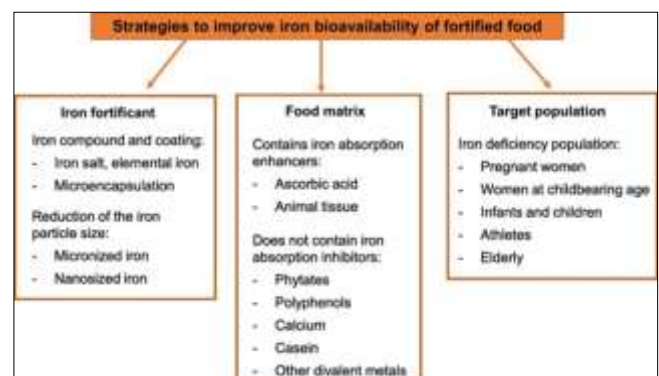 Strategies to improve iron bioavailability of fortified food
Iron fortificant
Iron compound and coating:
- Iron salt, elemental iron
- Microencapsulation
Reduction of the iron
particle size:
- Micronized iron
- Nanosized iron
Food matrix
Contains iron absorption
enhancers:
- Ascorbic acid
- Animal tissue
Does not contain iron
absorption inhibitors:
- Phytates
- Polyphenols
- Calcium
- Casein
- Other divalent metals
Target population
Iron deficiency population:
- Pregnant women
- Women at childbearing age
- Infants and children
- Athletes
- Elderly